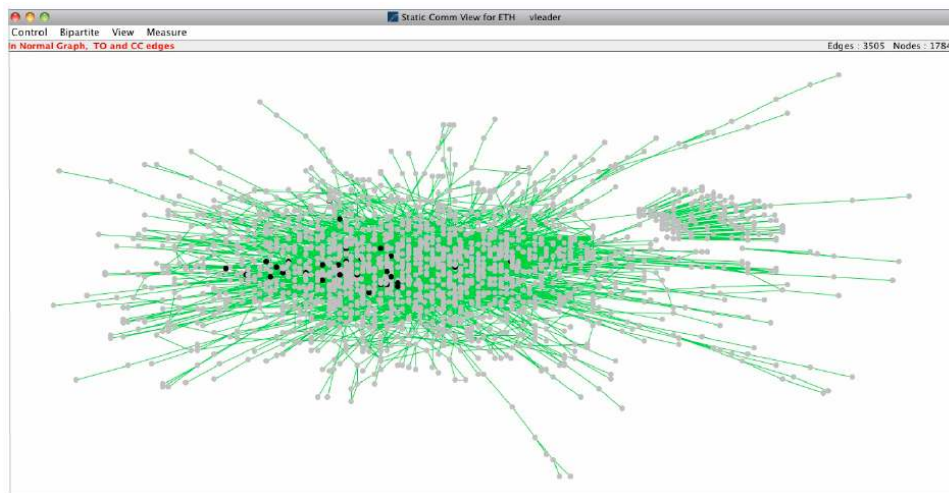 Static Comm View for ETH vleader
Control Bipartite View Measure
In Normal Graph, TO and CC edges Edges : 3505 Nodes : 1784